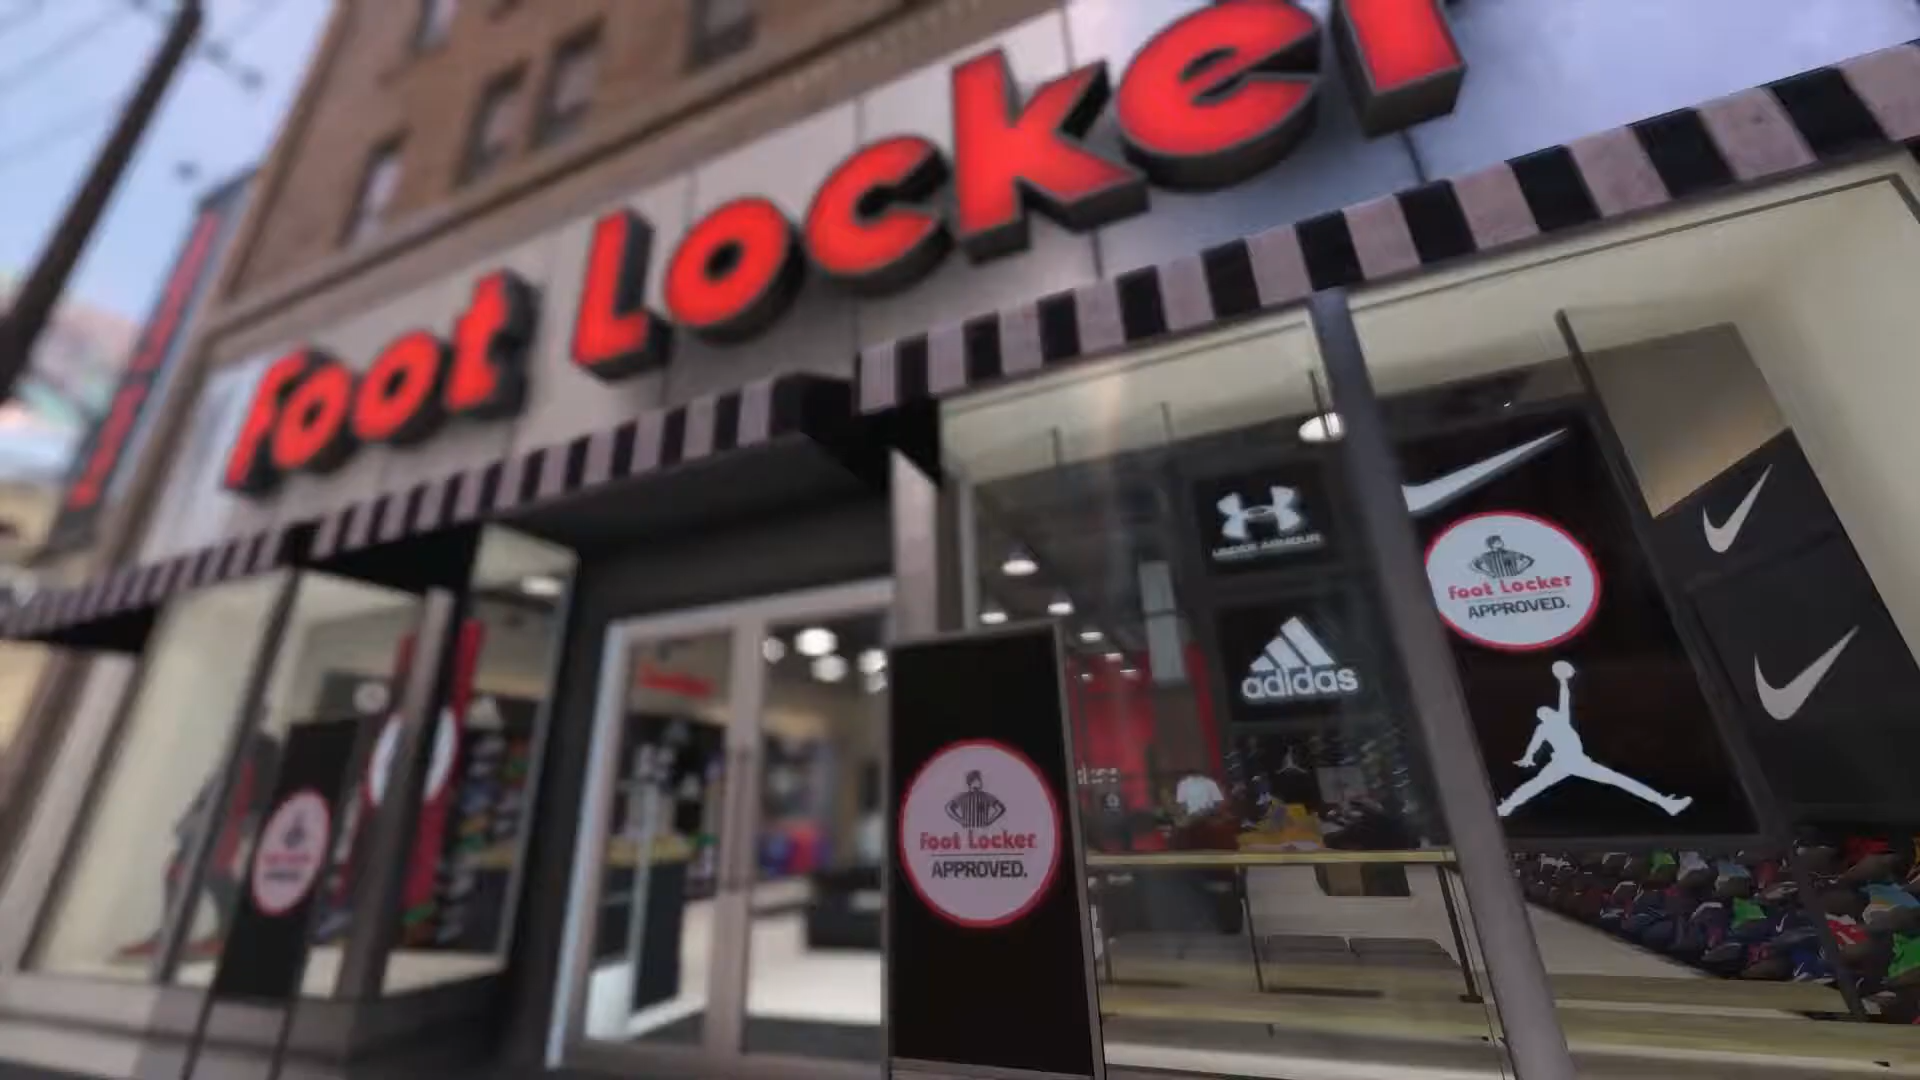 Foot Locker
UNDER ARMOUR
adidas
Foot Locker
APPROVED.
Foot Locker
APPROVED.